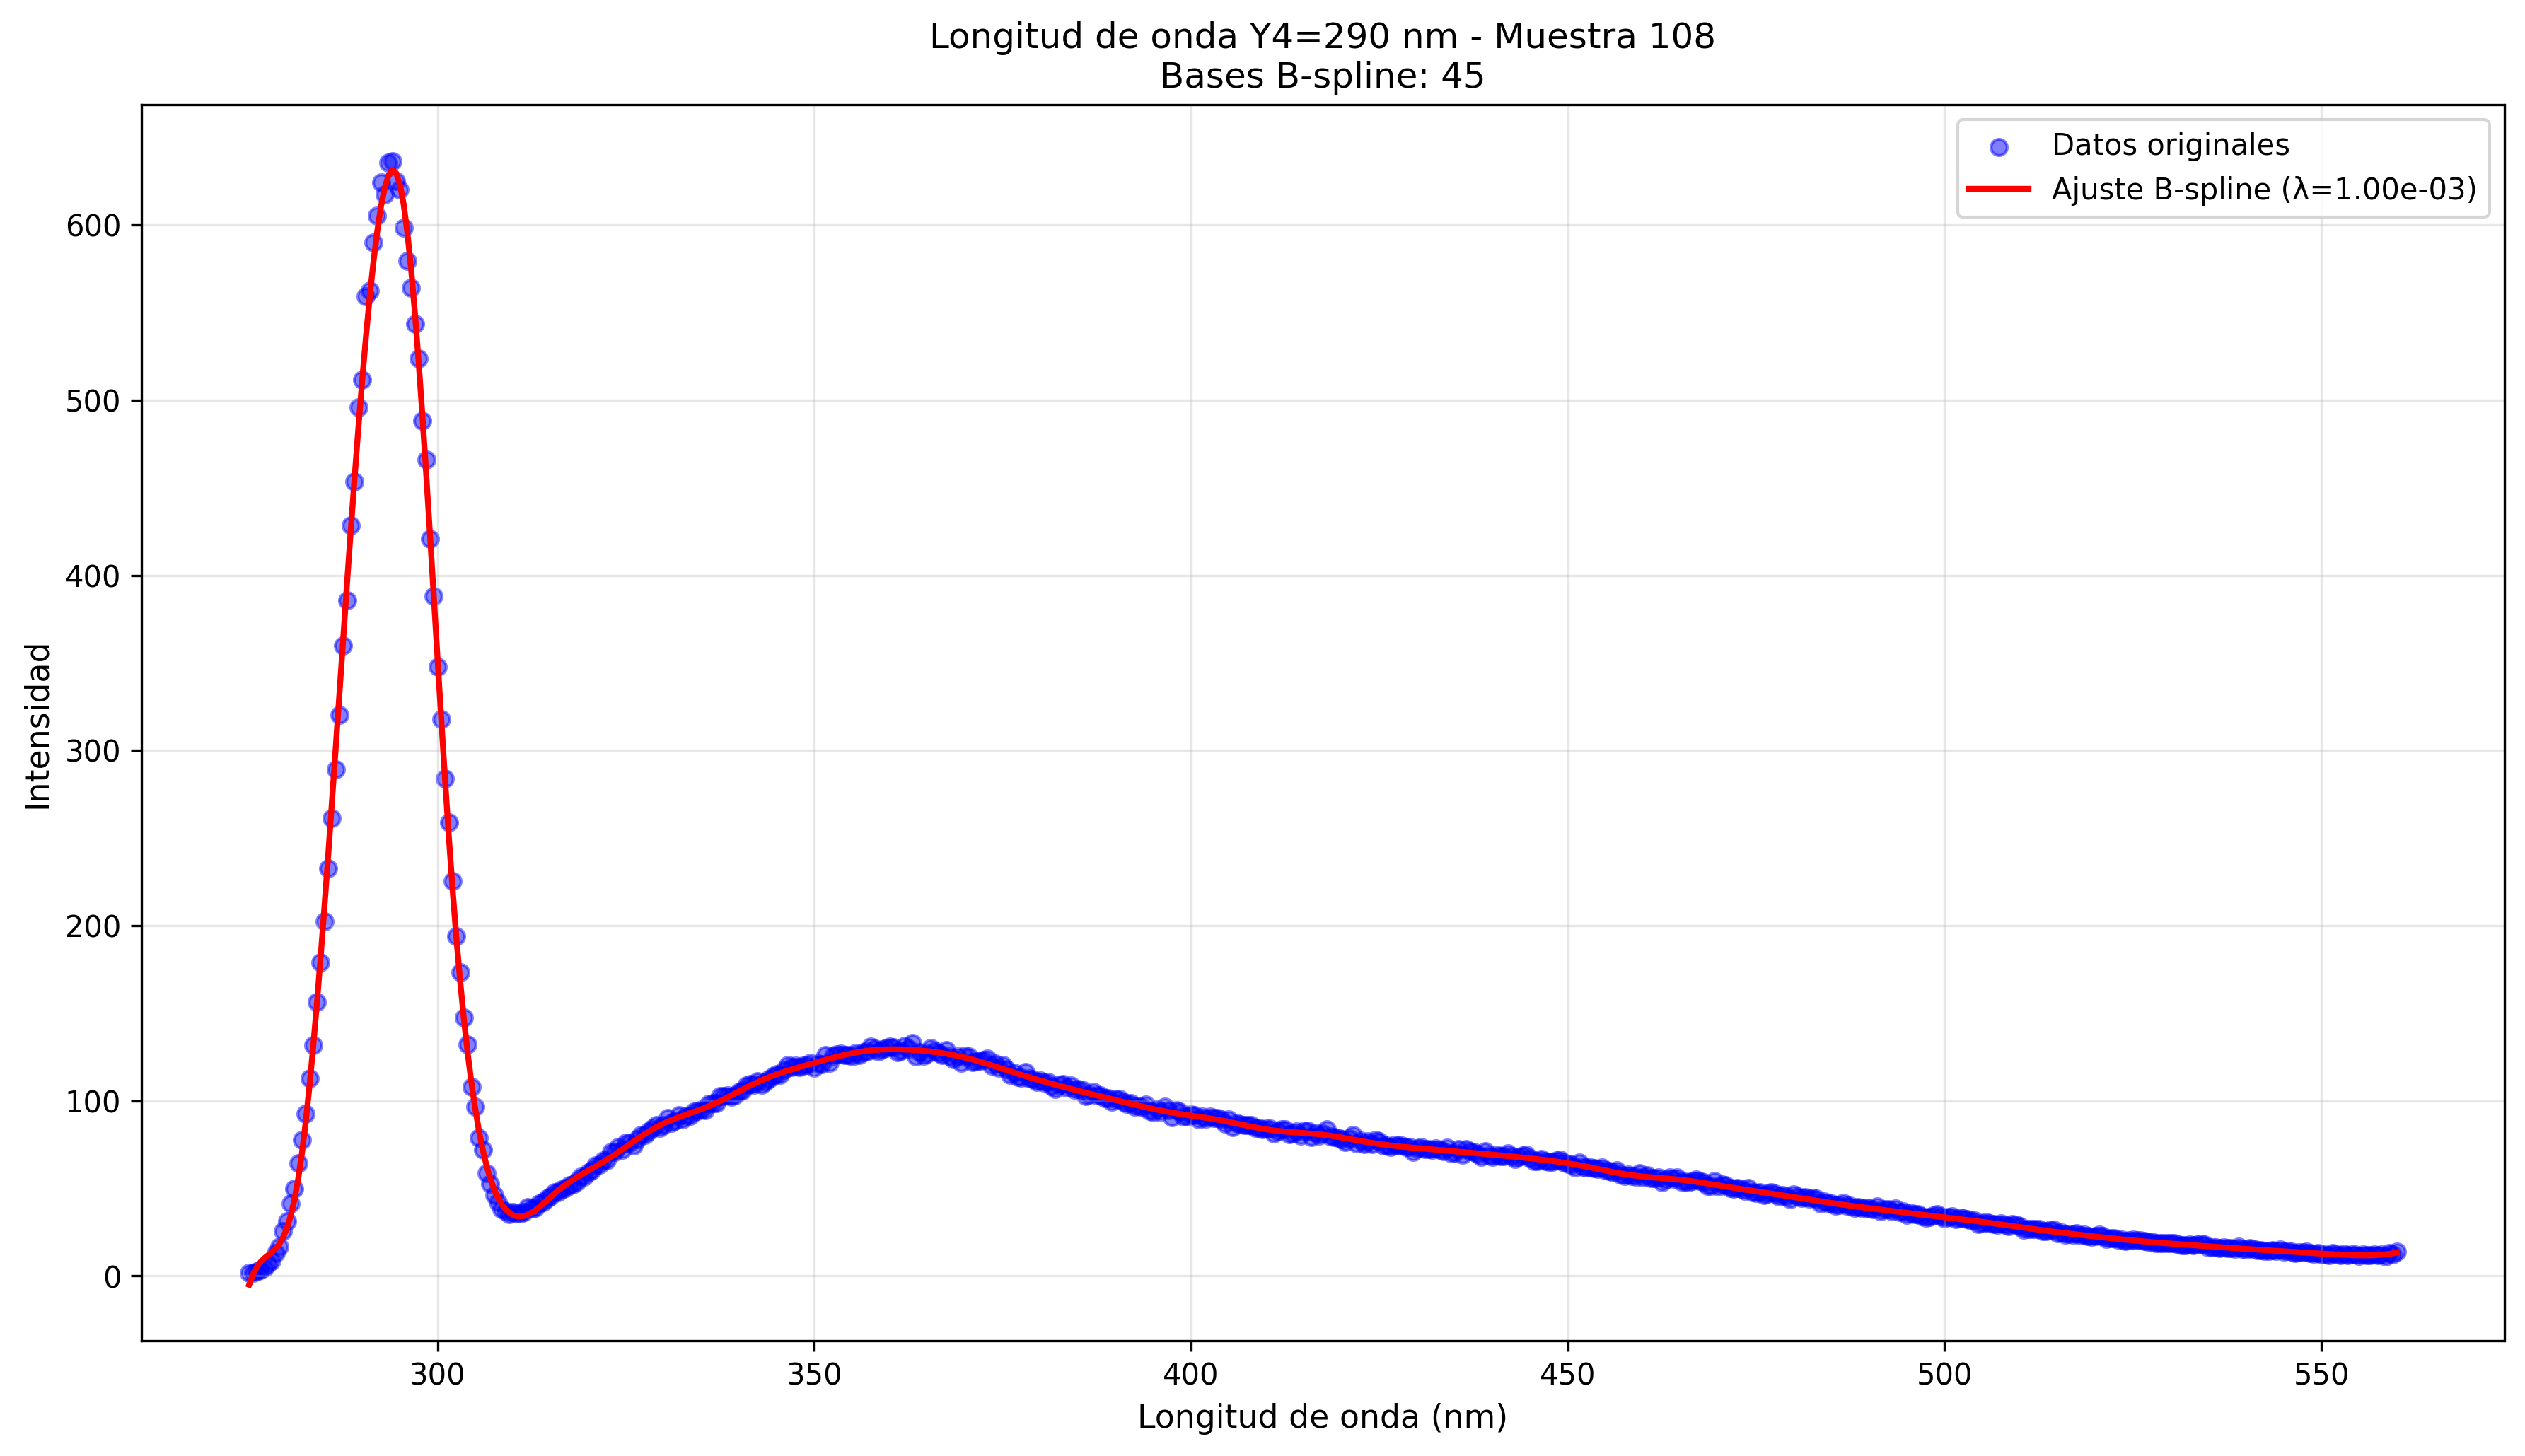 Longitud de onda Y4=290 nm - Muestra 108
Bases B-spline: 45
Datos originales
Ajuste B-spline (λ=1.00e-03)
Intensidad
600
500
400
300
200
100
0
300 350 400 450 500 550
Longitud de onda (nm)